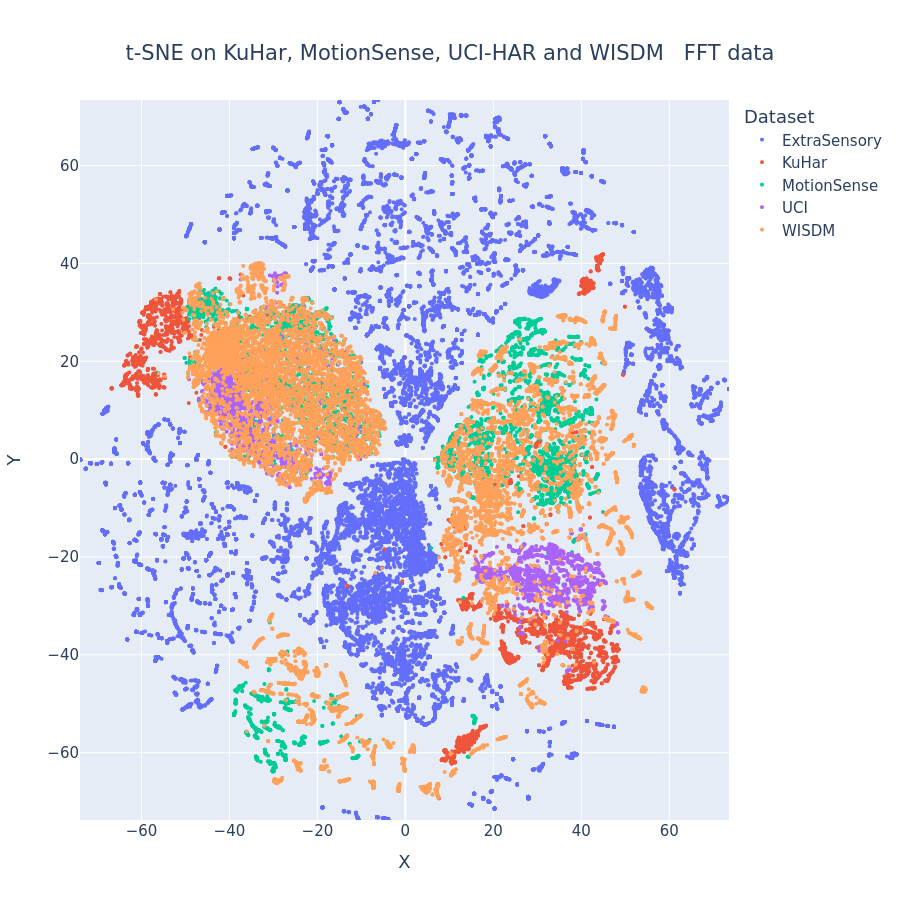 t-SNE on KuHar, MotionSense, UCI-HAR and WISDM   FFT data
Dataset
ExtraSensory
KuHar
MotionSense
UCI
WISDM
60
40
20
0
−20
−40
−60
Y
−60
−40
−20
0
20
40
60
X